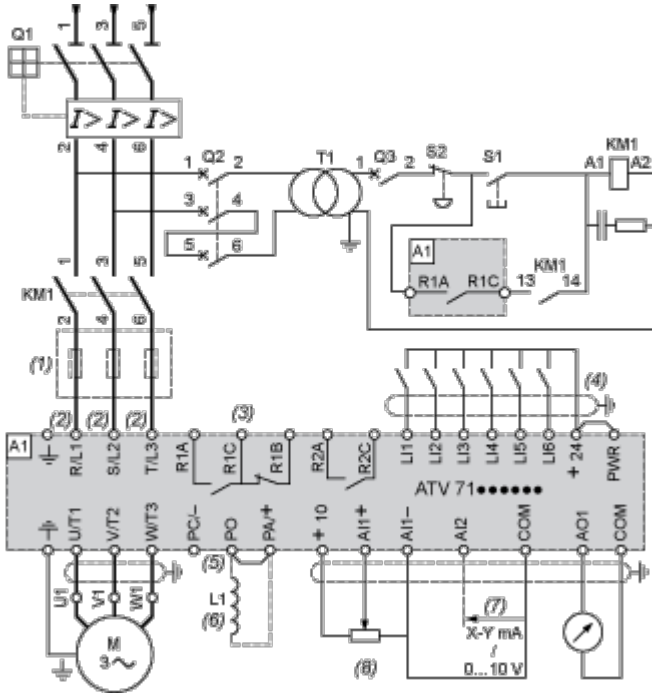 1 3 5
Q1
I> I> I>
2 4 6
1 Q2 2 T1 1 Q3 2 S2 S1 KM1
A1 A2
3 4
5 6
1 3 5
KM1
2 4 6
A1
R1A R1C 13 KM1 14
(1)
(2) (2) (2) (3) (4)
A1
R/L1 S/L2 T/L3 R1A R1C R1B R2A R2C LI1 LI2 LI3 LI4 LI5 LI6 +24 PWR
ATV 71●●●●●●●
U/T1 V/T2 W/T3 PC/- PO PA/+ +10 AI1+ AI1- AI2 COM AO1 COM
(5)
U1 V1 W1 L1 (6)
M
3~
(7)
X-Y mA
/
0...10 V
(8)